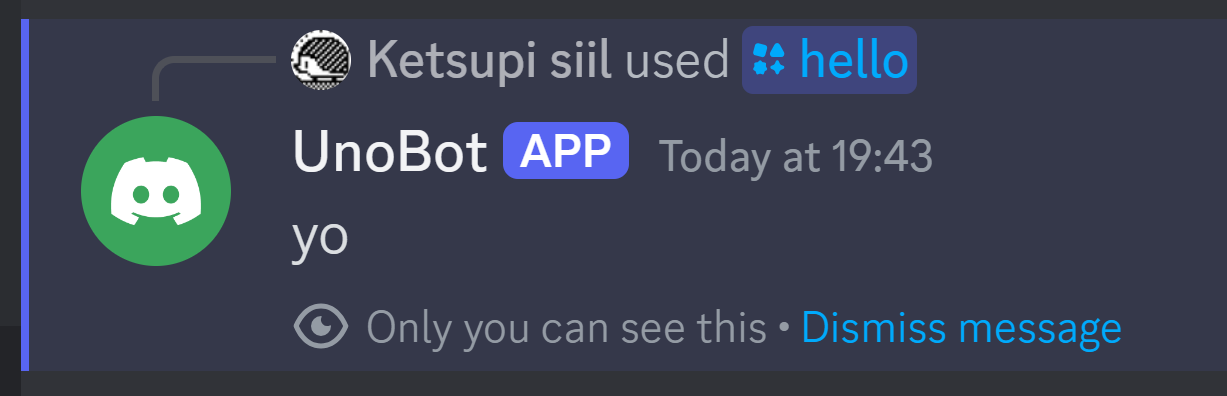 Ketsupi siil used hello
UnoBot APP Today at 19:43
yo
Only you can see this • Dismiss message